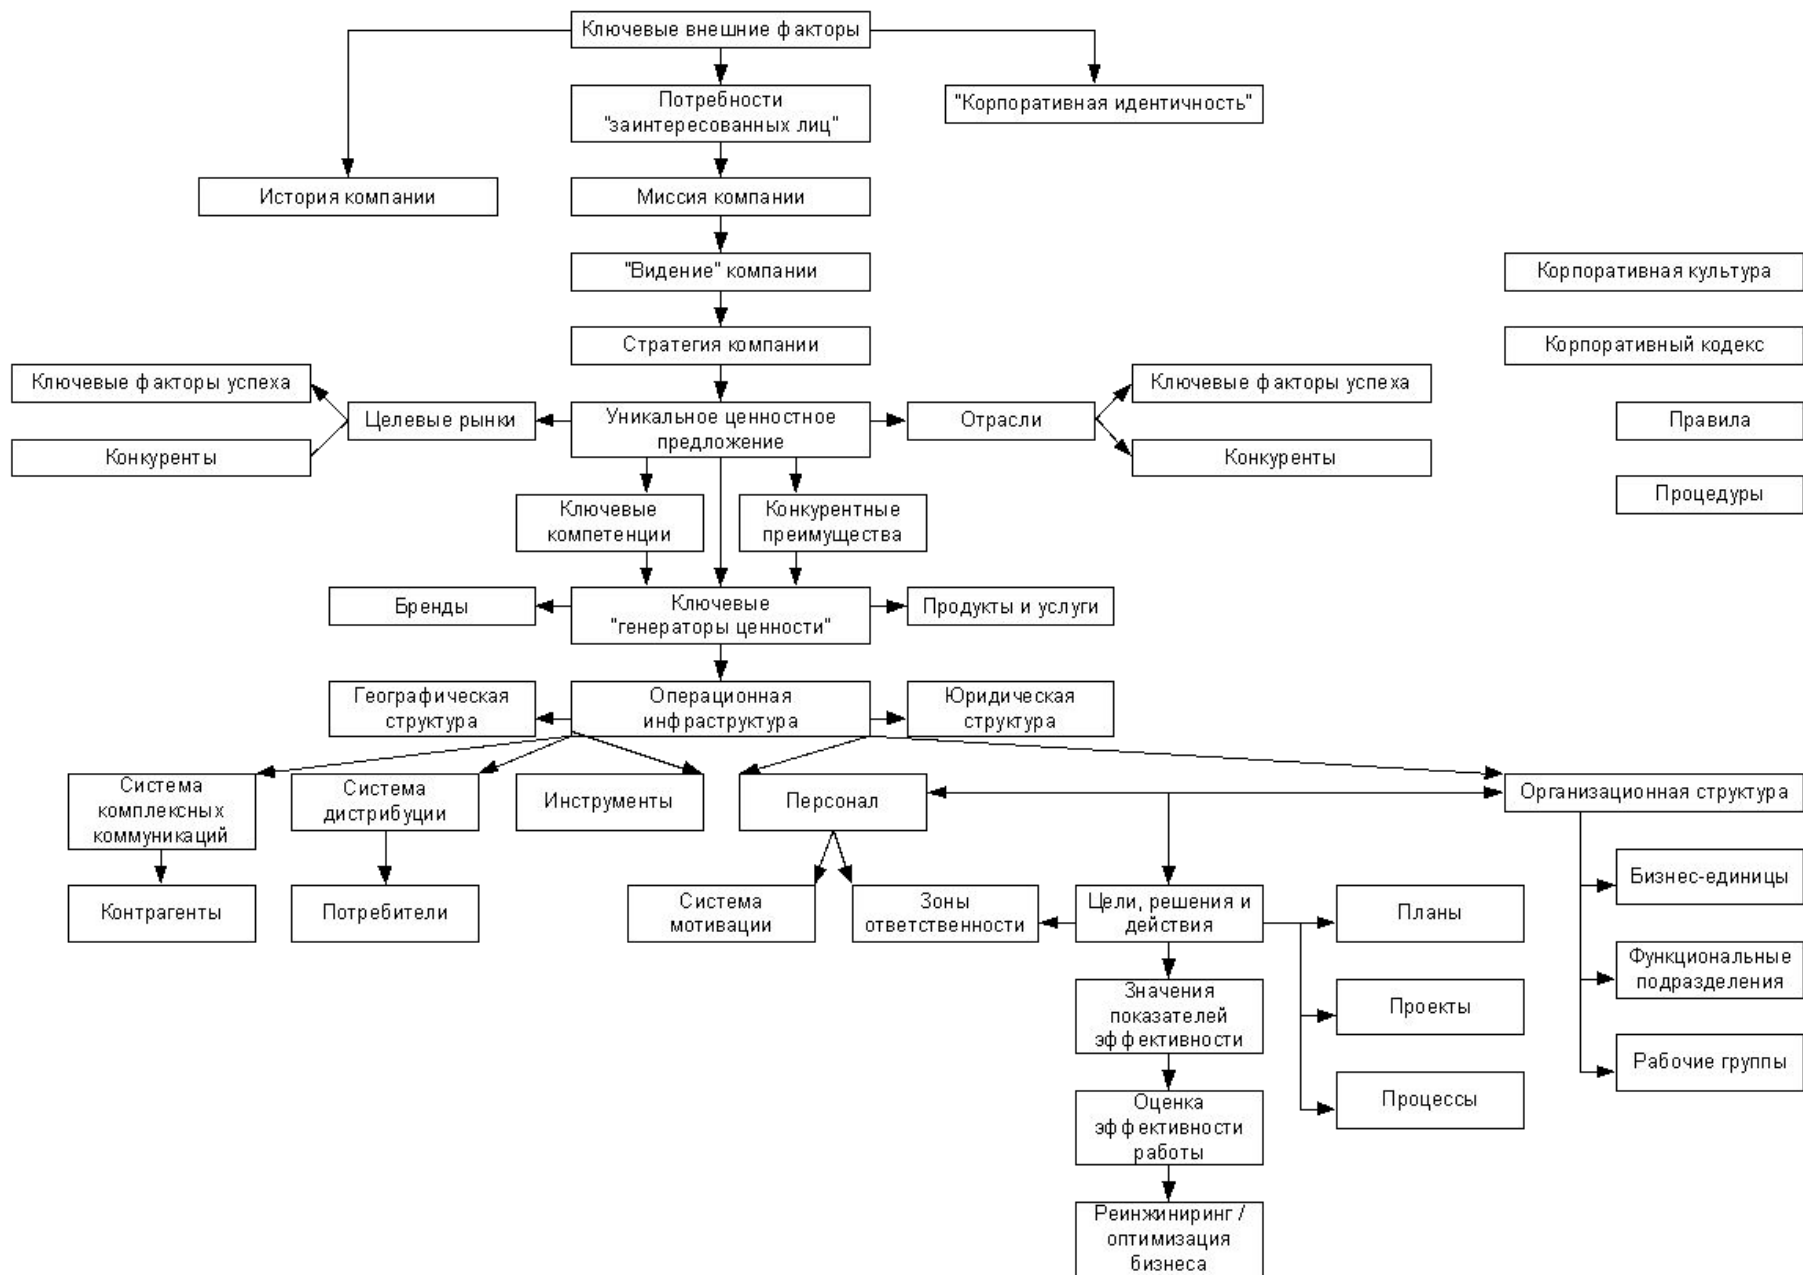 Ключевые внешние факторы
Потребности
"заинтересованных лиц"
"Корпоративная идентичность"
История компании
Миссия компании
"Видение" компании
Корпоративная культура
Стратегия компании
Корпоративный кодекс
Ключевые факторы успеха
Ключевые факторы успеха
Целевые рынки
Уникальное ценностное
предложение
Отрасли
Правила
Конкуренты
Конкуренты
Процедуры
Ключевые
компетенции
Конкурентные
преимущества
Бренды
Ключевые
"генераторы ценности"
Продукты и услуги
Географическая
структура
Операционная
инфраструктура
Юридическая
структура
Система
комплексных
коммуникаций
Система
дистрибуции
Инструменты
Персонал
Организационная структура
Бизнес-единицы
Контрагенты
Потребители
Система
мотивации
Зоны
ответственности
Цели, решения и
действия
Планы
Функциональные
подразделения
Значения
показателей
эффективности
Проекты
Рабочие группы
Оценка
эффективности
работы
Процессы
Реинжиниринг /
оптимизация
бизнеса